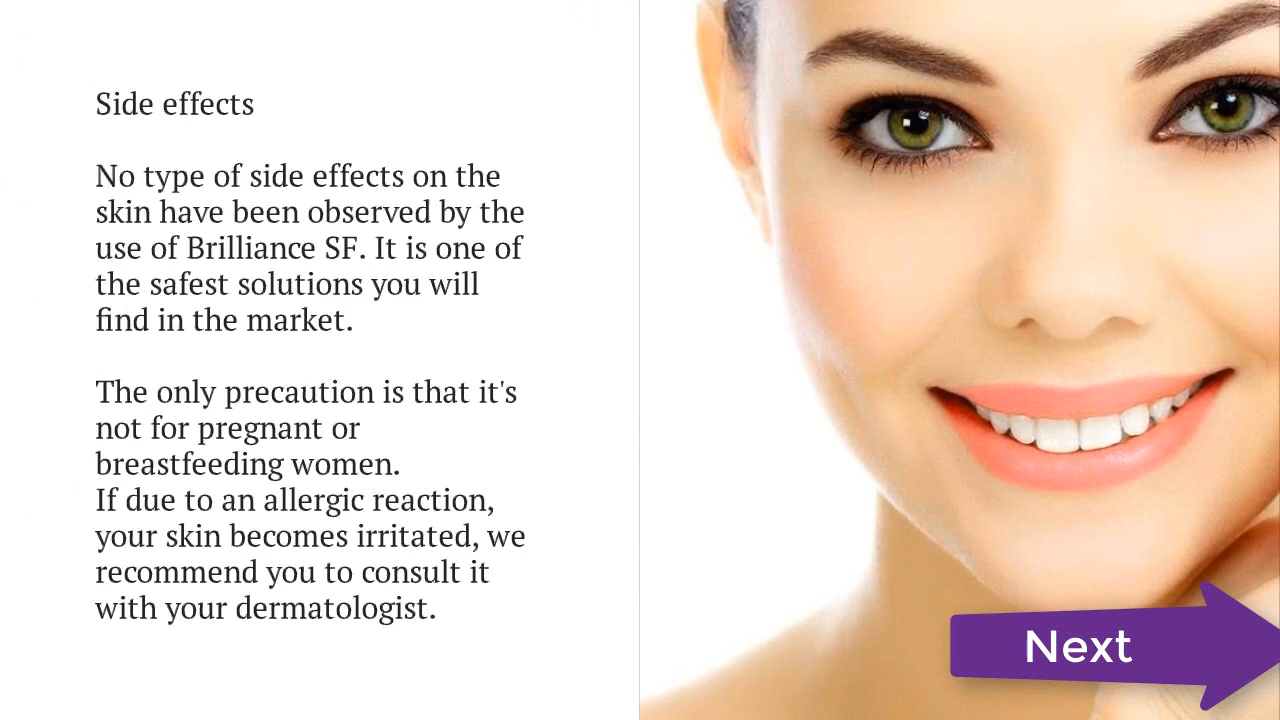 Side effects
No type of side effects on the
skin have been observed by the
use of Brilliance SF. It is one of
the safest solutions you will
find in the market.
The only precaution is that it's
not for pregnant or
breastfeeding women.
If due to an allergic reaction,
your skin becomes irritated, we
recommend you to consult it
with your dermatologist.
Next